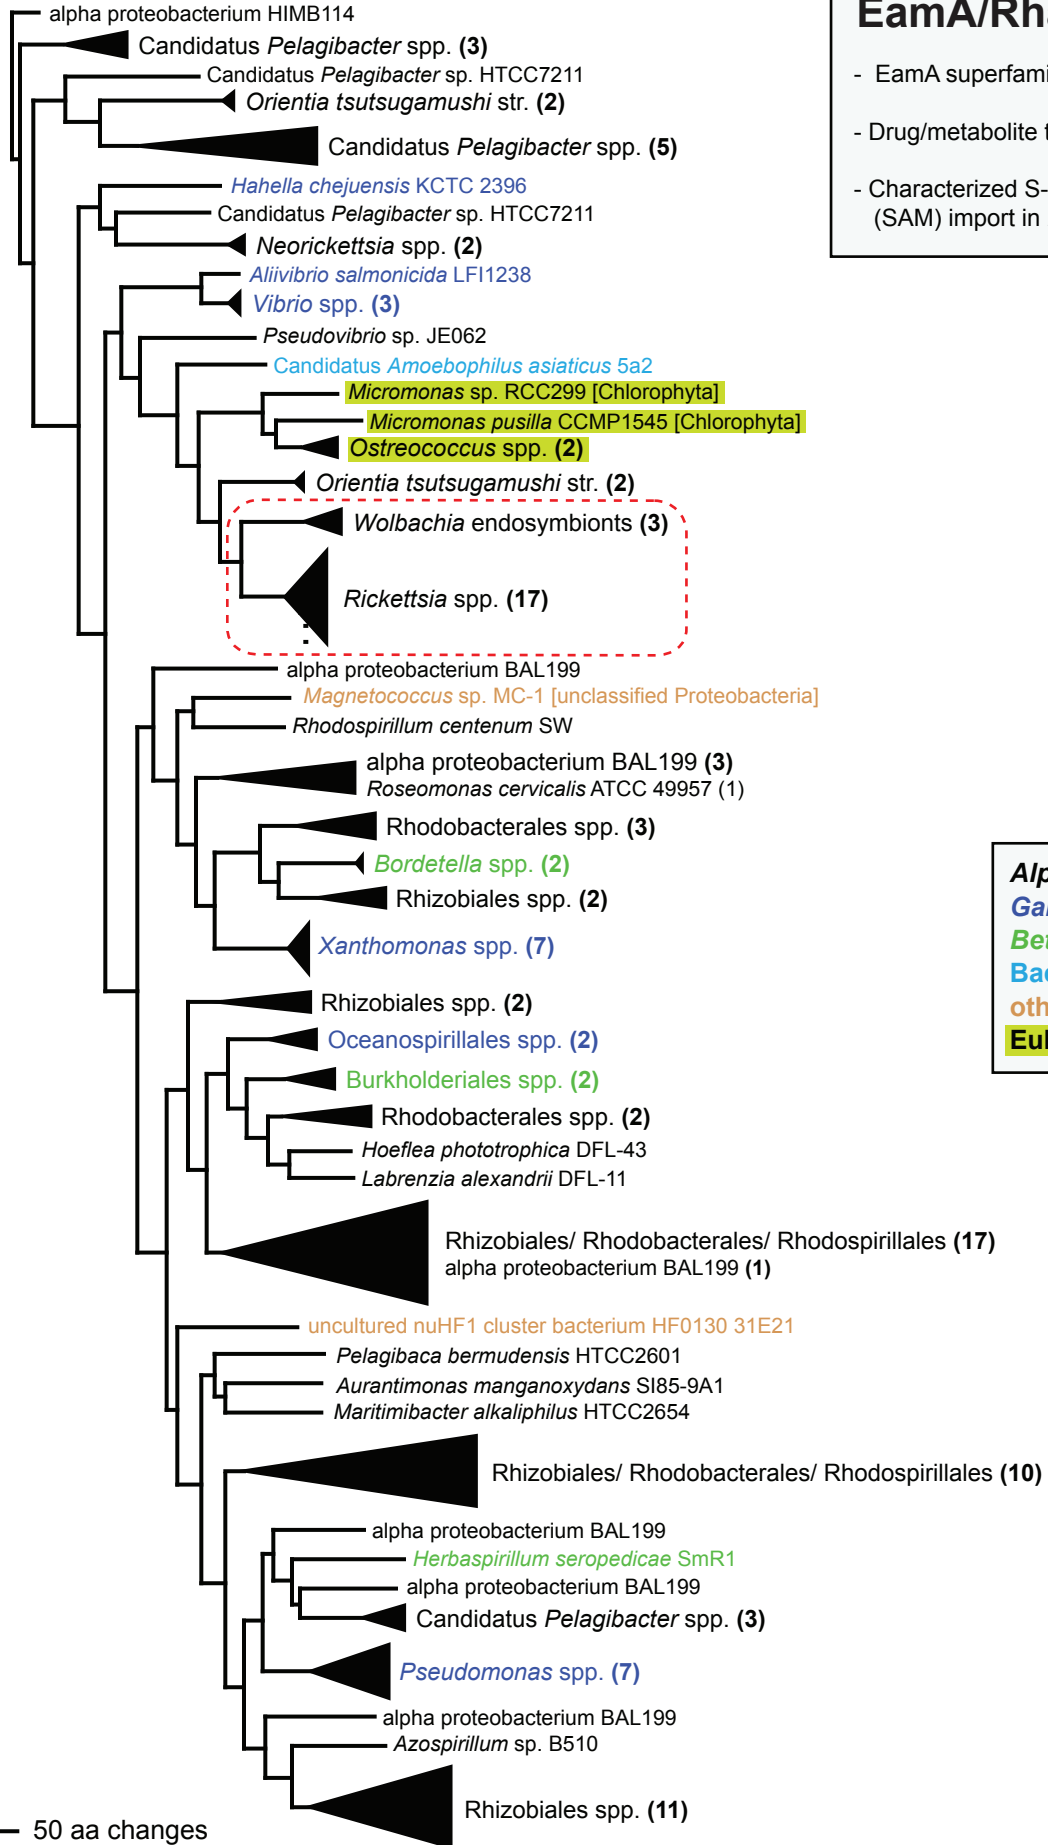 alpha proteobacterium HIMB114
Candidatus Pelagibacter spp. (3)
Candidatus Pelagibacter sp. HTCC7211
Orientia tsutsugamushi str. (2)
Candidatus Pelagibacter spp. (5)
Hahella chejuensis KCTC 2396
Candidatus Pelagibacter sp. HTCC7211
Neorickettsia spp. (2)
Aliivibrio salmonicida LFI1238
Vibrio spp. (3)
Pseudovibrio sp. JE062
Candidatus Amoebophilus asiaticus 5a2
Micromonas sp. RCC299 [Chlorophyta]
Micromonas pusilla CCMP1545 [Chlorophyta]
Ostreococcus spp. (2)
Orientia tsutsugamushi str. (2)
Wolbachia endosymbionts (3)
Rickettsia spp. (17)
alpha proteobacterium BAL199
Magnetococcus sp. MC-1 [unclassified Proteobacteria]
Rhodospirillum centenum SW
alpha proteobacterium BAL199 (3)
Roseomonas cervicalis ATCC 49957 (1)
Rhodobacterales spp. (3)
Bordetella spp. (2)
Rhizobiales spp. (2)
Xanthomonas spp. (7)
Rhizobiales spp. (2)
Oceanospirillales spp. (2)
Burkholderiales spp. (2)
Rhodobacterales spp. (2)
Hoeflea phototrophica DFL-43
Labrenzia alexandrii DFL-11
Rhizobiales/ Rhodobacterales/ Rhodospirillales (17)
alpha proteobacterium BAL199 (1)
uncultured nuHF1 cluster bacterium HF0130 31E21
Pelagibaca bermudensis HTCC2601
Aurantimonas manganoxydans SI85-9A1
Maritimibacter alkaliphilus HTCC2654
Rhizobiales/ Rhodobacterales/ Rhodospirillales (10)
alpha proteobacterium BAL199
Herbaspirillum seropedicae SmR1
alpha proteobacterium BAL199
Candidatus Pelagibacter spp. (3)
Pseudomonas spp. (7)
alpha proteobacterium BAL199
Azospirillum sp. B510
Rhizobiales spp. (11)
50 aa changes
EamA/Rha
- EamA superfami
- Drug/metabolite t
- Characterized S-
(SAM) import in
Alp
Ga
Bet
Bac
oth
Eul